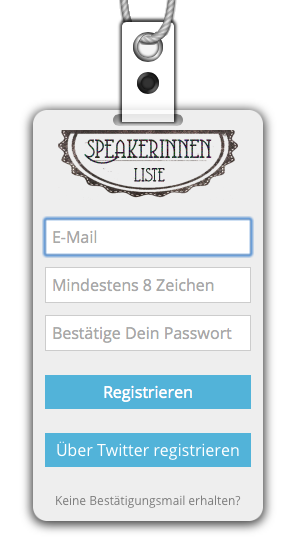 SPEAKERINNEN
LISTE
E-Mail
Mindestens 8 Zeichen
Bestätige Dein Passwort
Registrieren
Über Twitter registrieren
Keine Bestätigungsmail erhalten?